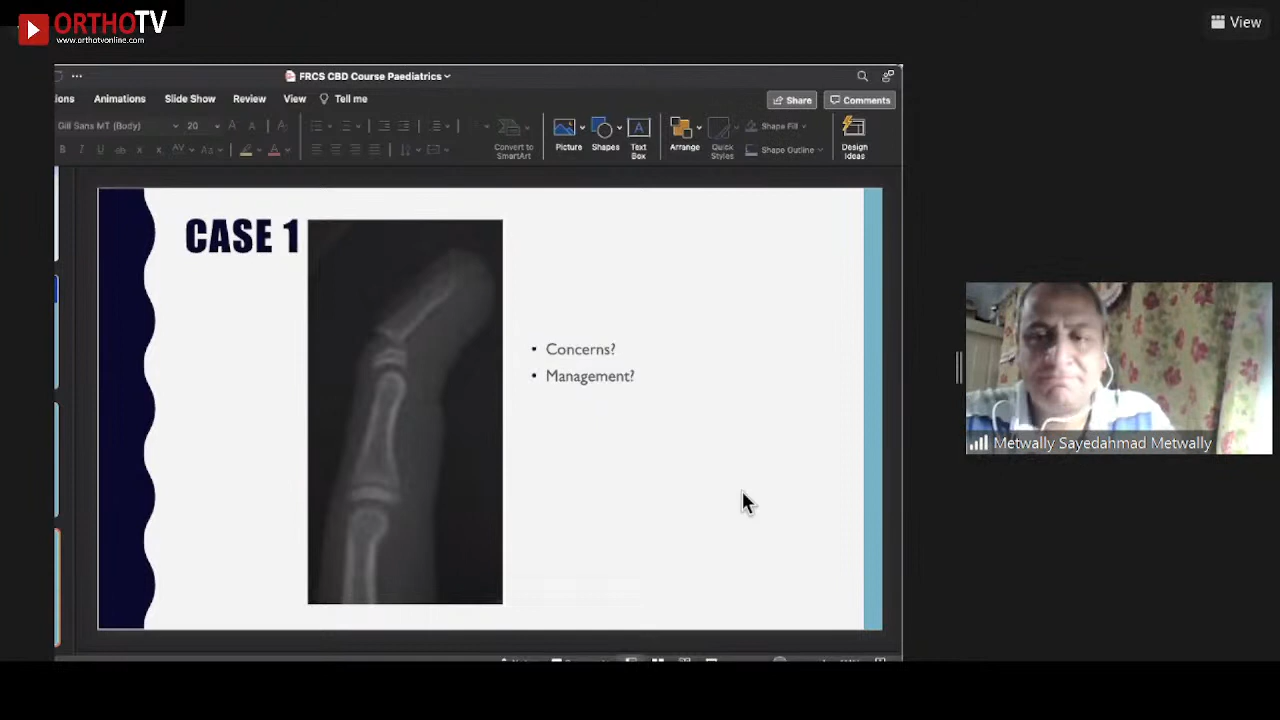 ORTHOTV
www.orthotvonline.com
View
FRCS CBD Course Paediatrics
ions Animations Slide Show Review View Tell me
Share Comments
Gill Sans MT (Body) 20
Convert to
SmartArt
Picture
Shapes
Text
Box
Arrange
Quick
Styles
Shape Fill
Shape Outline
Design
Ideas
CASE 1
• Concerns?
• Management?
Metwally Sayedahmad Metwally